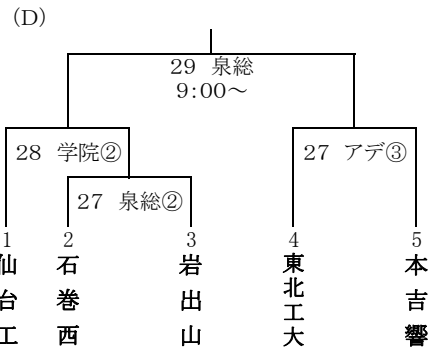 (D)
29 泉総
9:00～
28 学院②
27 アデ③
27 泉総②
1 2 3 4 5
仙台工
石巻西
岩出山
東北工大
本吉響